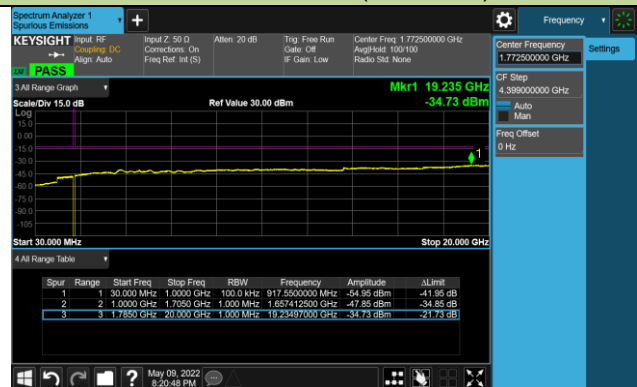 Spectrum Analyzer 1
Spurious Emissions
+
Frequency
KEYSIGHT Input: RF Input Z: 50 Ω Atten: 20 dB Trig: Free Run Center Freq: 1.772500000 GHz
Coupling: DC Corrections: On Gate: Off Avg|Hold: 100/100
Align: Auto Freq Ref: Int (S) IF Gain: Low Radio Std: None
PASS
Center Frequency
1.772500000 GHz
Settings
CF Step
4.399000000 GHz
Auto
Man
Freq Offset
0 Hz
3 All Range Graph
Mkr1 19.235 GHz
Scale/Div 15.0 dB Ref Value 30.00 dBm -34.73 dBm
Log
15.0
0.00
-15.0
-30.0
-45.0
-60.0
-75.0
-90.0
-105
1
Start 30.000 MHz Stop 20.000 GHz
4 All Range Table
Spur Range Start Freq Stop Freq RBW Frequency Amplitude ΔLimit
1 1 30.000 MHz 1.0000 GHz 100.0 kHz 917.5500000 MHz -54.95 dBm -41.95 dB
2 2 1.0000 GHz 1.7050 GHz 1.000 MHz 1.657412500 GHz -47.85 dBm -34.85 dB
3 3 1.7850 GHz 20.000 GHz 1.000 MHz 19.23497000 GHz -34.73 dBm -21.73 dB
? May 09, 2022
8:20:48 PM